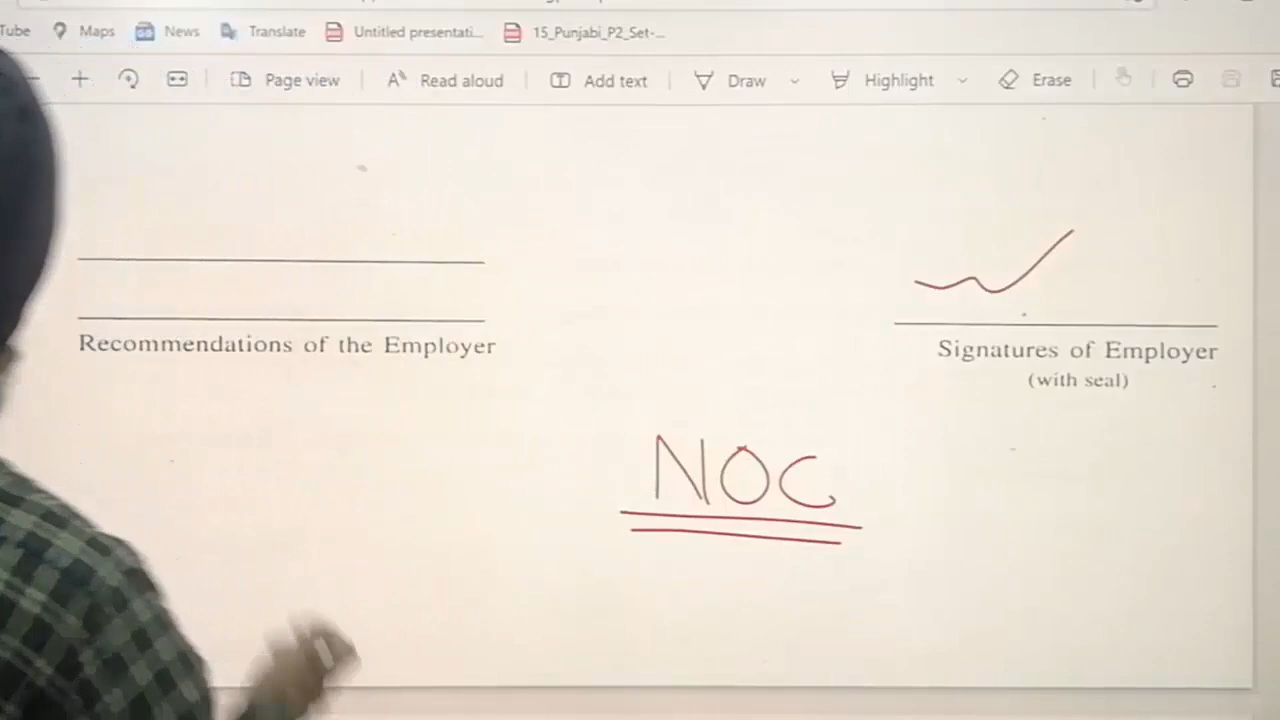 Tube Maps News Translate Untitled presentati... 15_Punjabi_P2_Set-...
Page view Read aloud Add text Draw Highlight Erase
Recommendations of the Employer
Signatures of Employer
(with seal)
NOC